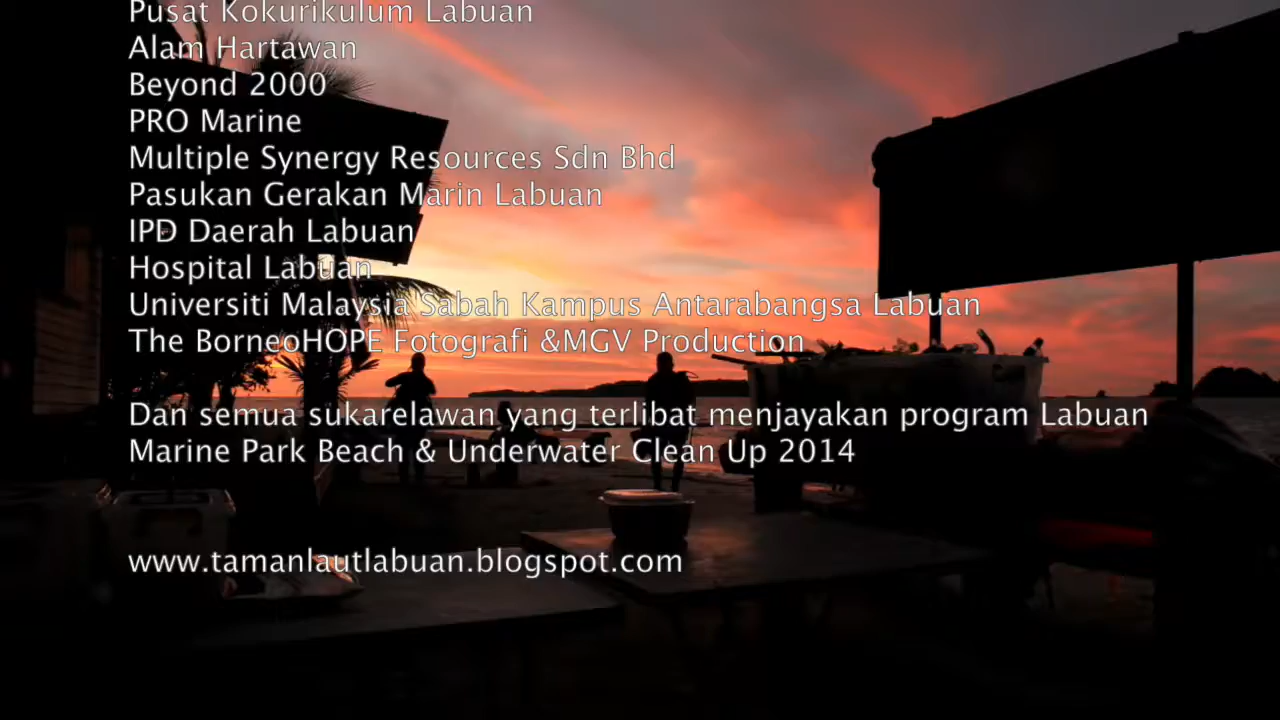 Pusat Kokurikulum Labuan
Alam Hartawan
Beyond 2000
PRO Marine
Multiple Synergy Resources Sdn Bhd
Pasukan Gerakan Marin Labuan
IPD Daerah Labuan
Hospital Labuan
Universiti Malaysia Sabah Kampus Antarabangsa Labuan
The BorneoHOPE Fotografi &MGV Production
Dan semua sukarelawan yang terlibat menjayakan program Labuan
Marine Park Beach & Underwater Clean Up 2014
www.tamanlautlabuan.blogspot.com